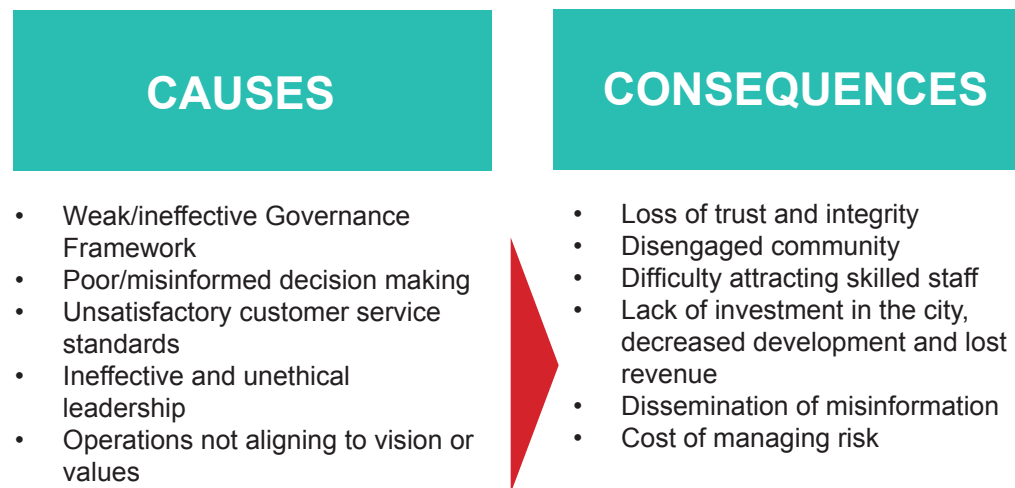 CAUSES
• Weak/ineffective Governance
Framework
• Poor/misinformed decision making
• Unsatisfactory customer service
standards
• Ineffective and unethical
leadership
• Operations not aligning to vision or
values
CONSEQUENCES
• Loss of trust and integrity
• Disengaged community
• Difficulty attracting skilled staff
• Lack of investment in the city,
decreased development and lost
revenue
• Dissemination of misinformation
• Cost of managing risk